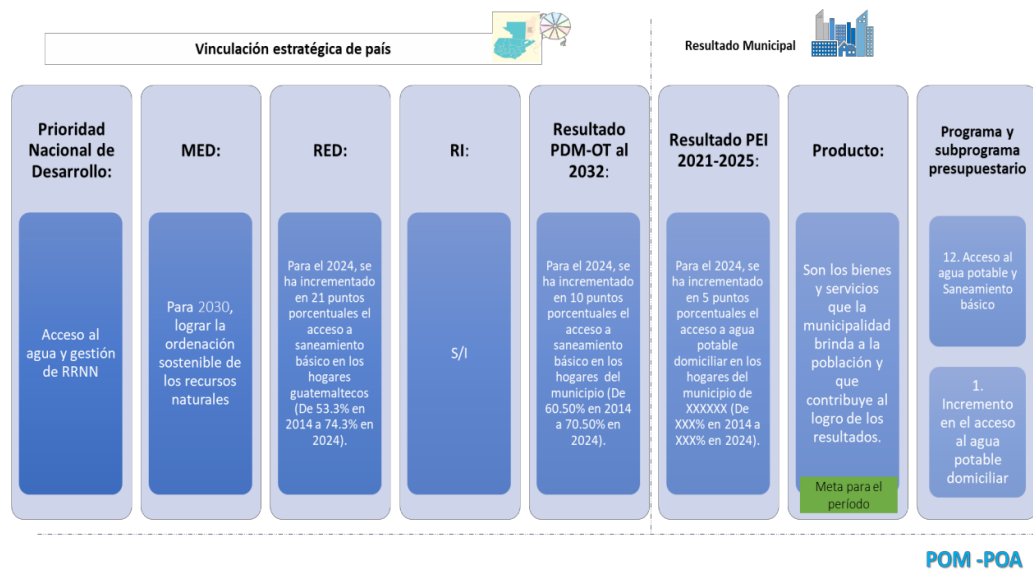 Vinculación estratégica de país
Resultado Municipal
Prioridad
Nacional de
Desarrollo:
Acceso al
agua y gestión
de RRNN
MED:
Para 2030,
lograr la
ordenación
sostenible de
los recursos
naturales
RED:
Para el 2024, se
ha incrementado
en 21 puntos
porcentuales el
acceso a
saneamiento
básico en los
hogares
guatemaltecos
(De 53.3% en
2014 a 74.3% en
2024).
RI:
S/I
Resultado
PDM-OT al
2032:
Para el 2024, se
ha incrementado
en 10 puntos
porcentuales el
acceso a
saneamiento
básico en los
hogares del
municipio (De
60.50% en 2014
a 70.50% en
2024).
Resultado PEI
2021-2025:
Para el 2024, se
ha incrementado
en 5 puntos
porcentuales el
acceso a agua
potable
domiciliar en los
hogares del
municipio de
XXXXXX (De
XXX% en 2014 a
XXX% en 2024).
Producto:
Son los bienes
y servicios
que la
municipalidad
brinda a la
población y
que
contribuye al
logro de los
resultados.
Meta para el
período
Programa y
subprograma
presupuestario
12. Acceso al
agua potable y
Saneamiento
básico
1.
Incremento
en el acceso
al agua
potable
domiciliar
POM -POA